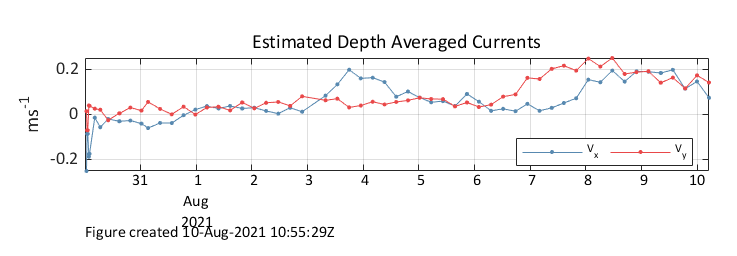 Estimated Depth Averaged Currents
0.2
0
-0.2
ms-1
Vx Vy
31 1 2 3 4 5 6 7 8 9 10
Aug
2021
Figure created 10-Aug-2021 10:55:29Z